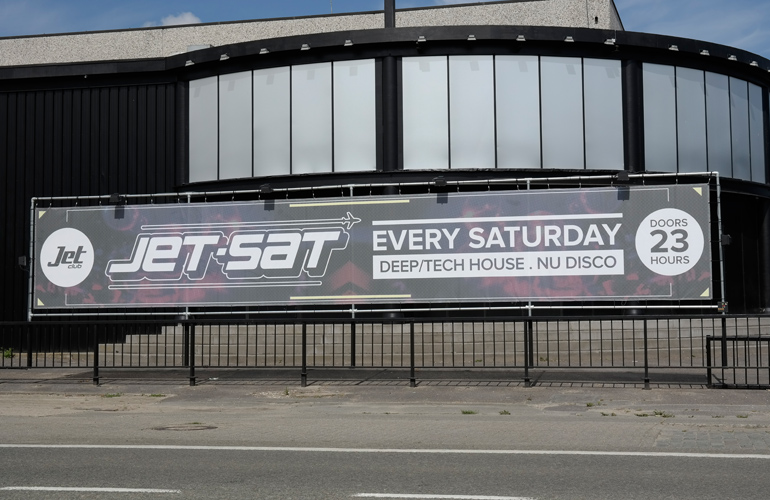 Jet
club
JET-SAT
EVERY SATURDAY
DEEP/TECH HOUSE . NU DISCO
DOORS
23
HOURS